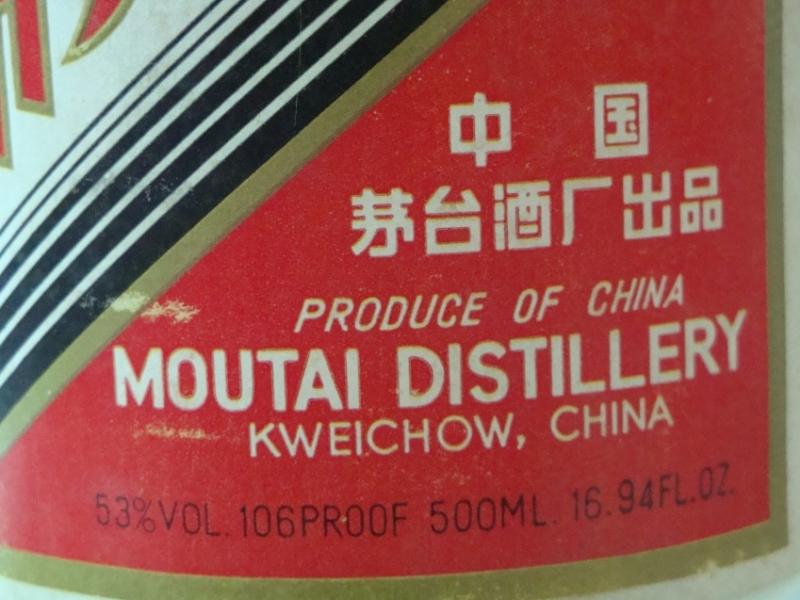 中国
茅台酒厂出品
PRODUCE OF CHINA
MOUTAI DISTILLERY
KWEICHOW, CHINA
53%VOL. 106PROOF 500ML. 16.94FL.OZ.